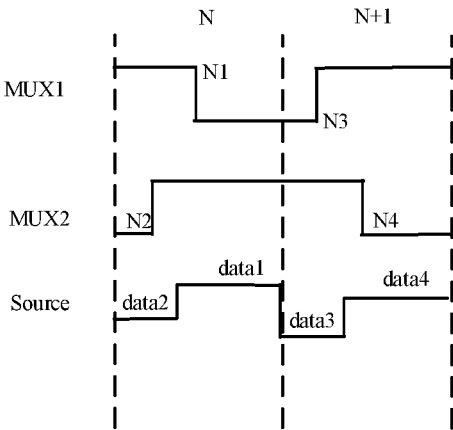 N N+1
MUX1 N1 N3
MUX2 N2 N4
data1 data4
Source data2 data3